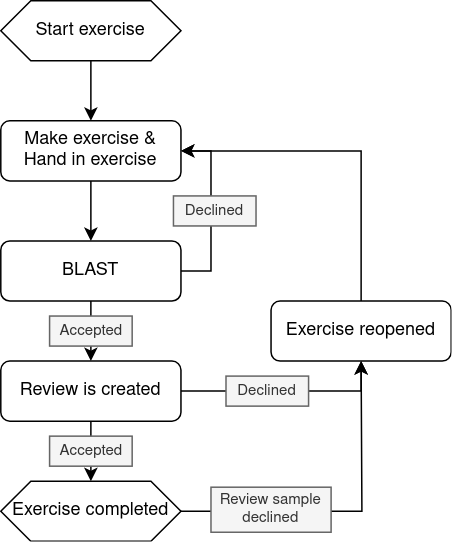 Start exercise
Make exercise &
Hand in exercise
Declined
BLAST
Accepted
Exercise reopened
Review is created
Declined
Accepted
Exercise completed
Review sample
declined